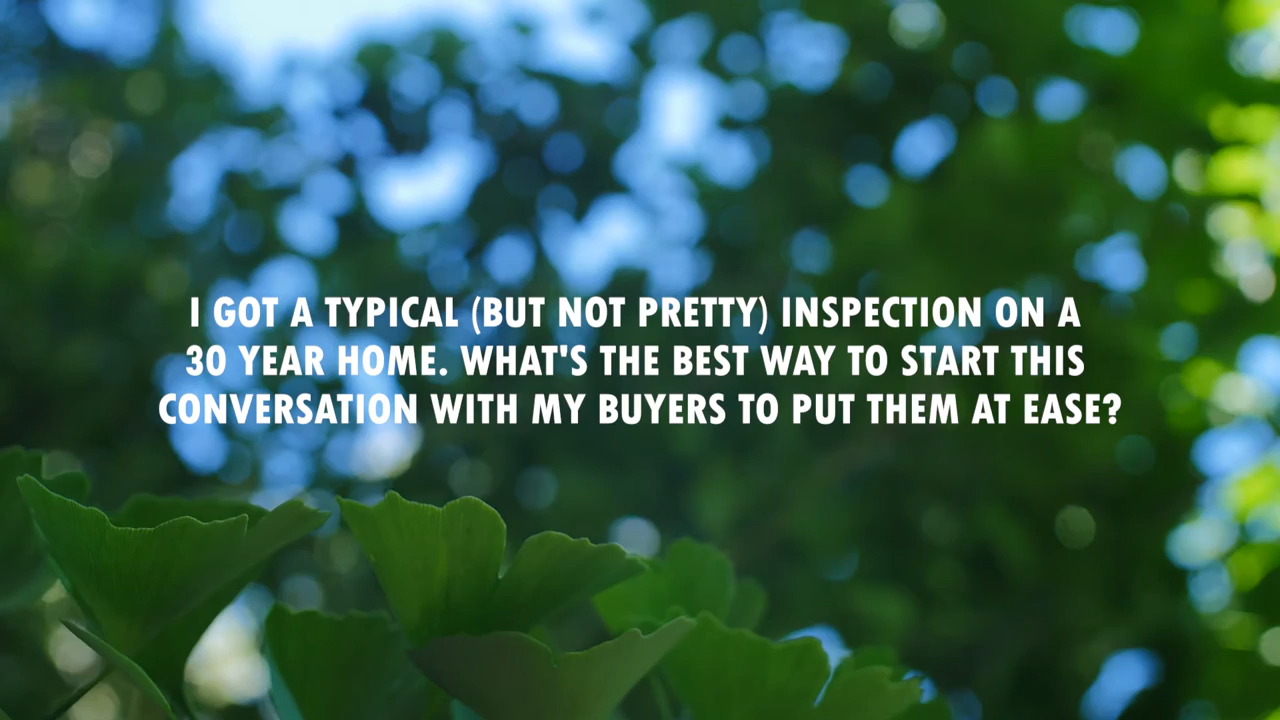 I GOT A TYPICAL (BUT NOT PRETTY) INSPECTION ON A
30 YEAR HOME. WHAT'S THE BEST WAY TO START THIS
CONVERSATION WITH MY BUYERS TO PUT THEM AT EASE?